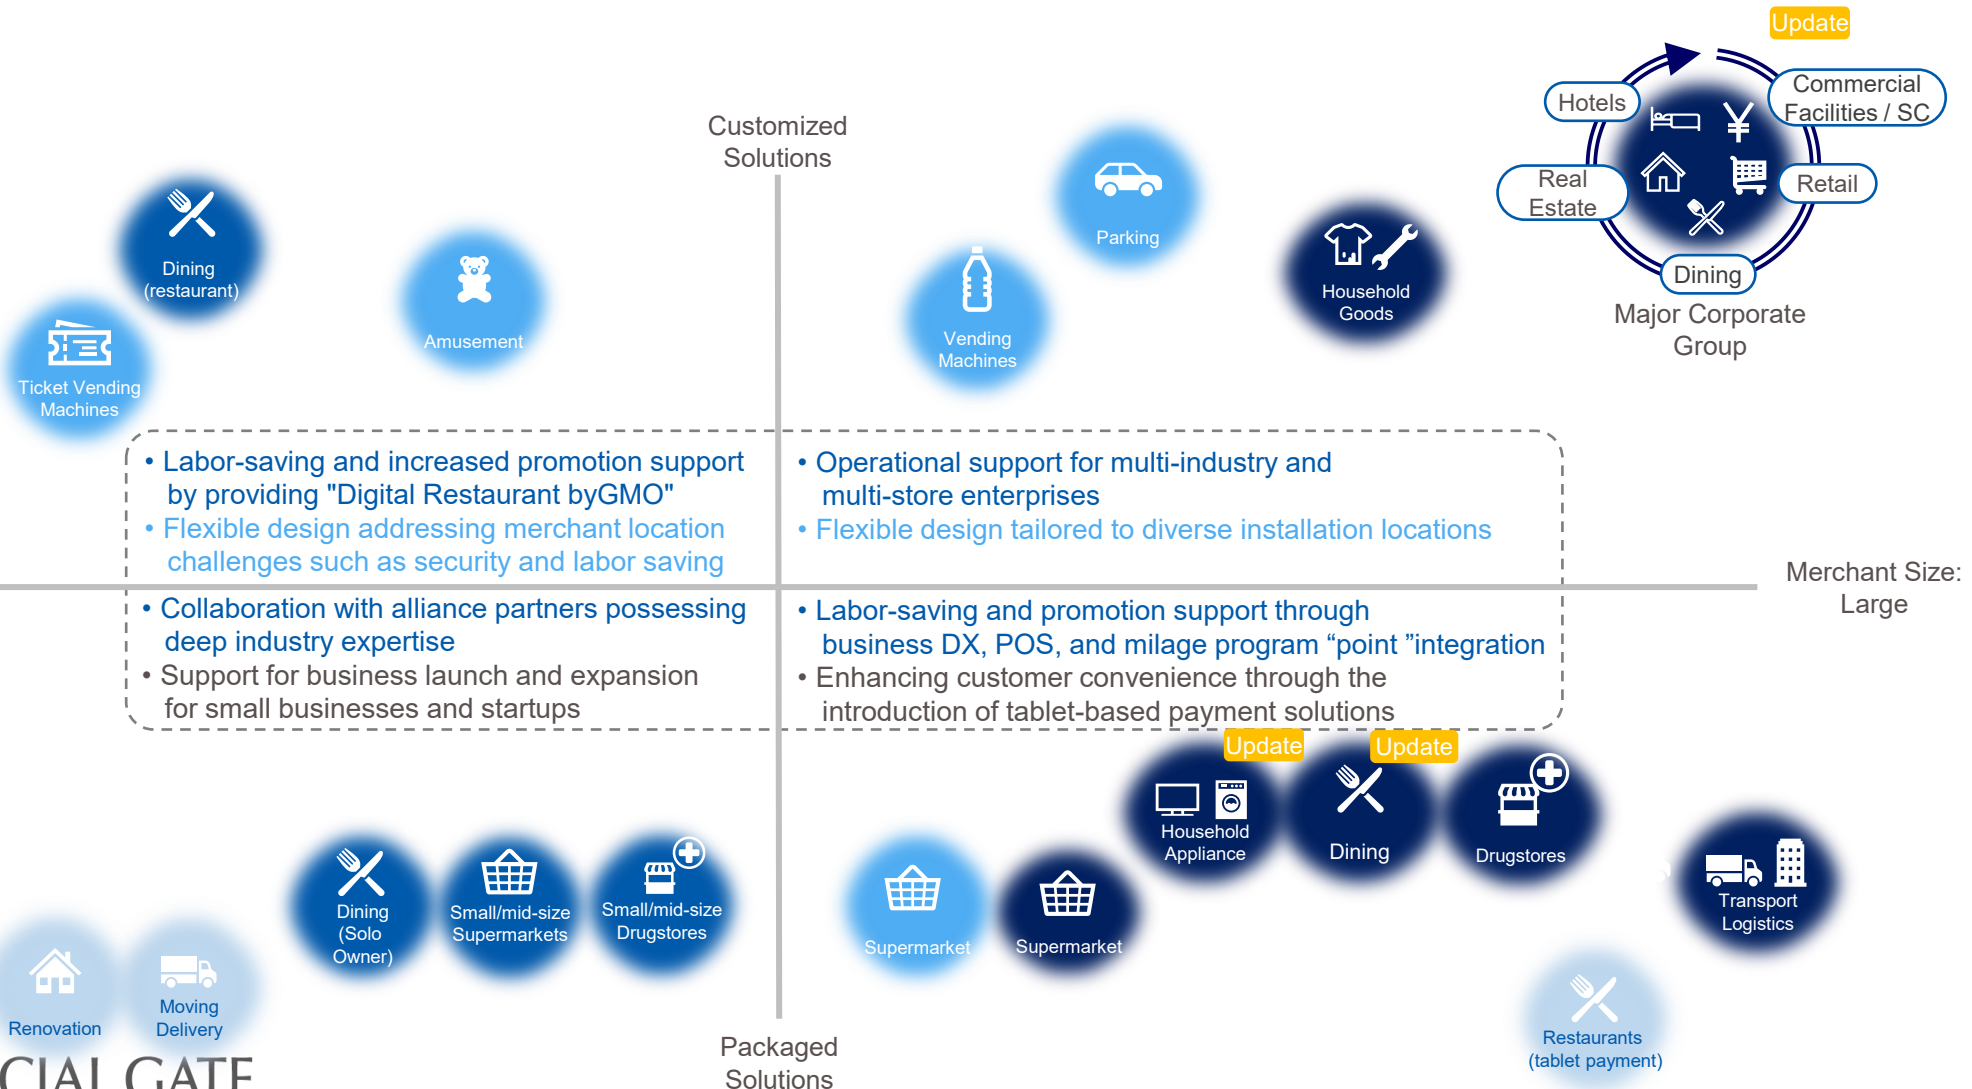 Update
Hotels
Commercial
Facilities / SC
Real
Estate
Retail
Dining
Major Corporate
Group
Customized
Solutions
Dining
(restaurant)
Ticket Vending
Machines
Amusement
Vending
Machines
Parking
Household
Goods
• Labor-saving and increased promotion support
by providing "Digital Restaurant byGMO"
• Flexible design addressing merchant location
challenges such as security and labor saving
• Operational support for multi-industry and
multi-store enterprises
• Flexible design tailored to diverse installation locations
Merchant Size:
Large
• Collaboration with alliance partners possessing
deep industry expertise
• Support for business launch and expansion
for small businesses and startups
• Labor-saving and promotion support through
business DX, POS, and milage program “point ”integration
• Enhancing customer convenience through the
introduction of tablet-based payment solutions
Update
Update
Household
Appliance
Dining
Drugstores
Transport
Logistics
Dining
(Solo
Owner)
Small/mid-size
Supermarkets
Small/mid-size
Drugstores
Supermarket
Supermarket
Renovation
Moving
Delivery
Restaurants
(tablet payment)
Packaged
Solutions
CIAL GATE